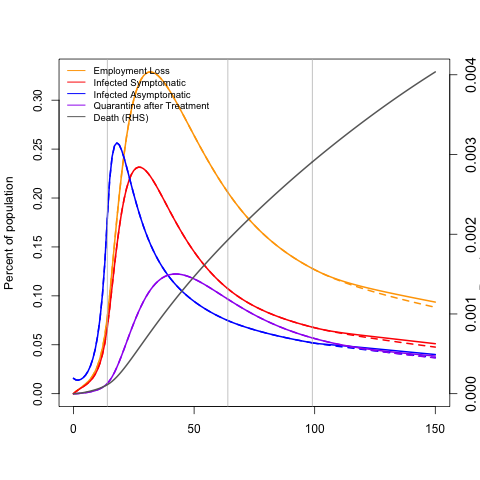 Employment Loss
Infected Symptomatic
Infected Asymptomatic
Quarantine after Treatment
Death (RHS)
Percent of population
0.00
0.05
0.10
0.15
0.20
0.25
0.30
0.000
0.001
0.002
0.003
0.004
0
50
100
150